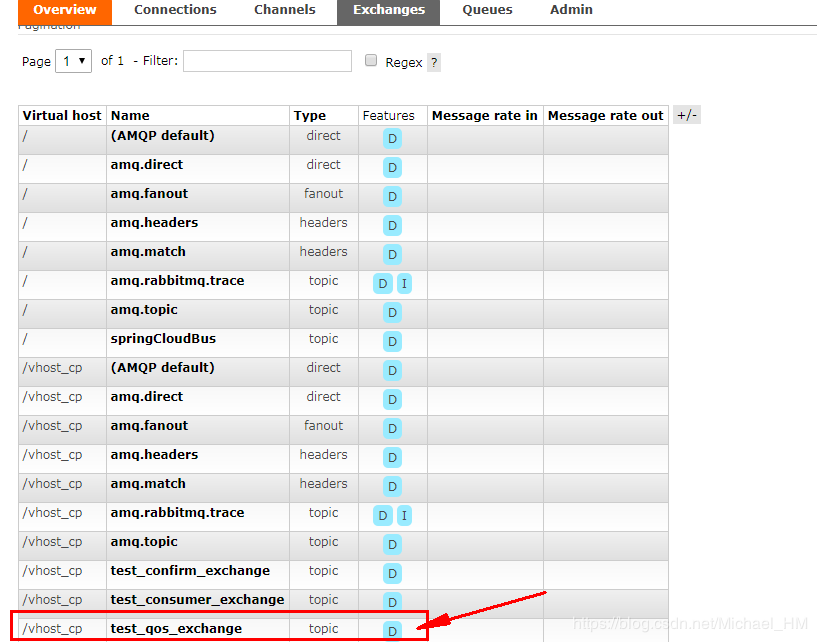 Overview Connections Channels Exchanges Queues Admin
Pagination
Page 1 of 1 - Filter: Regex ?
Virtual host Name Type Features Message rate in Message rate out +/-
/ (AMQP default) direct D
/ amq.direct direct D
/ amq.fanout fanout D
/ amq.headers headers D
/ amq.match headers D
/ amq.rabbitmq.trace topic D I
/ amq.topic topic D
/ springCloudBus topic D
/vhost_cp (AMQP default) direct D
/vhost_cp amq.direct direct D
/vhost_cp amq.fanout fanout D
/vhost_cp amq.headers headers D
/vhost_cp amq.match headers D
/vhost_cp amq.rabbitmq.trace topic D I
/vhost_cp amq.topic topic D
/vhost_cp test_confirm_exchange topic D
/vhost_cp test_consumer_exchange topic D
/vhost_cp test_qos_exchange topic D
https://blog.csdn.net/Michael_HM